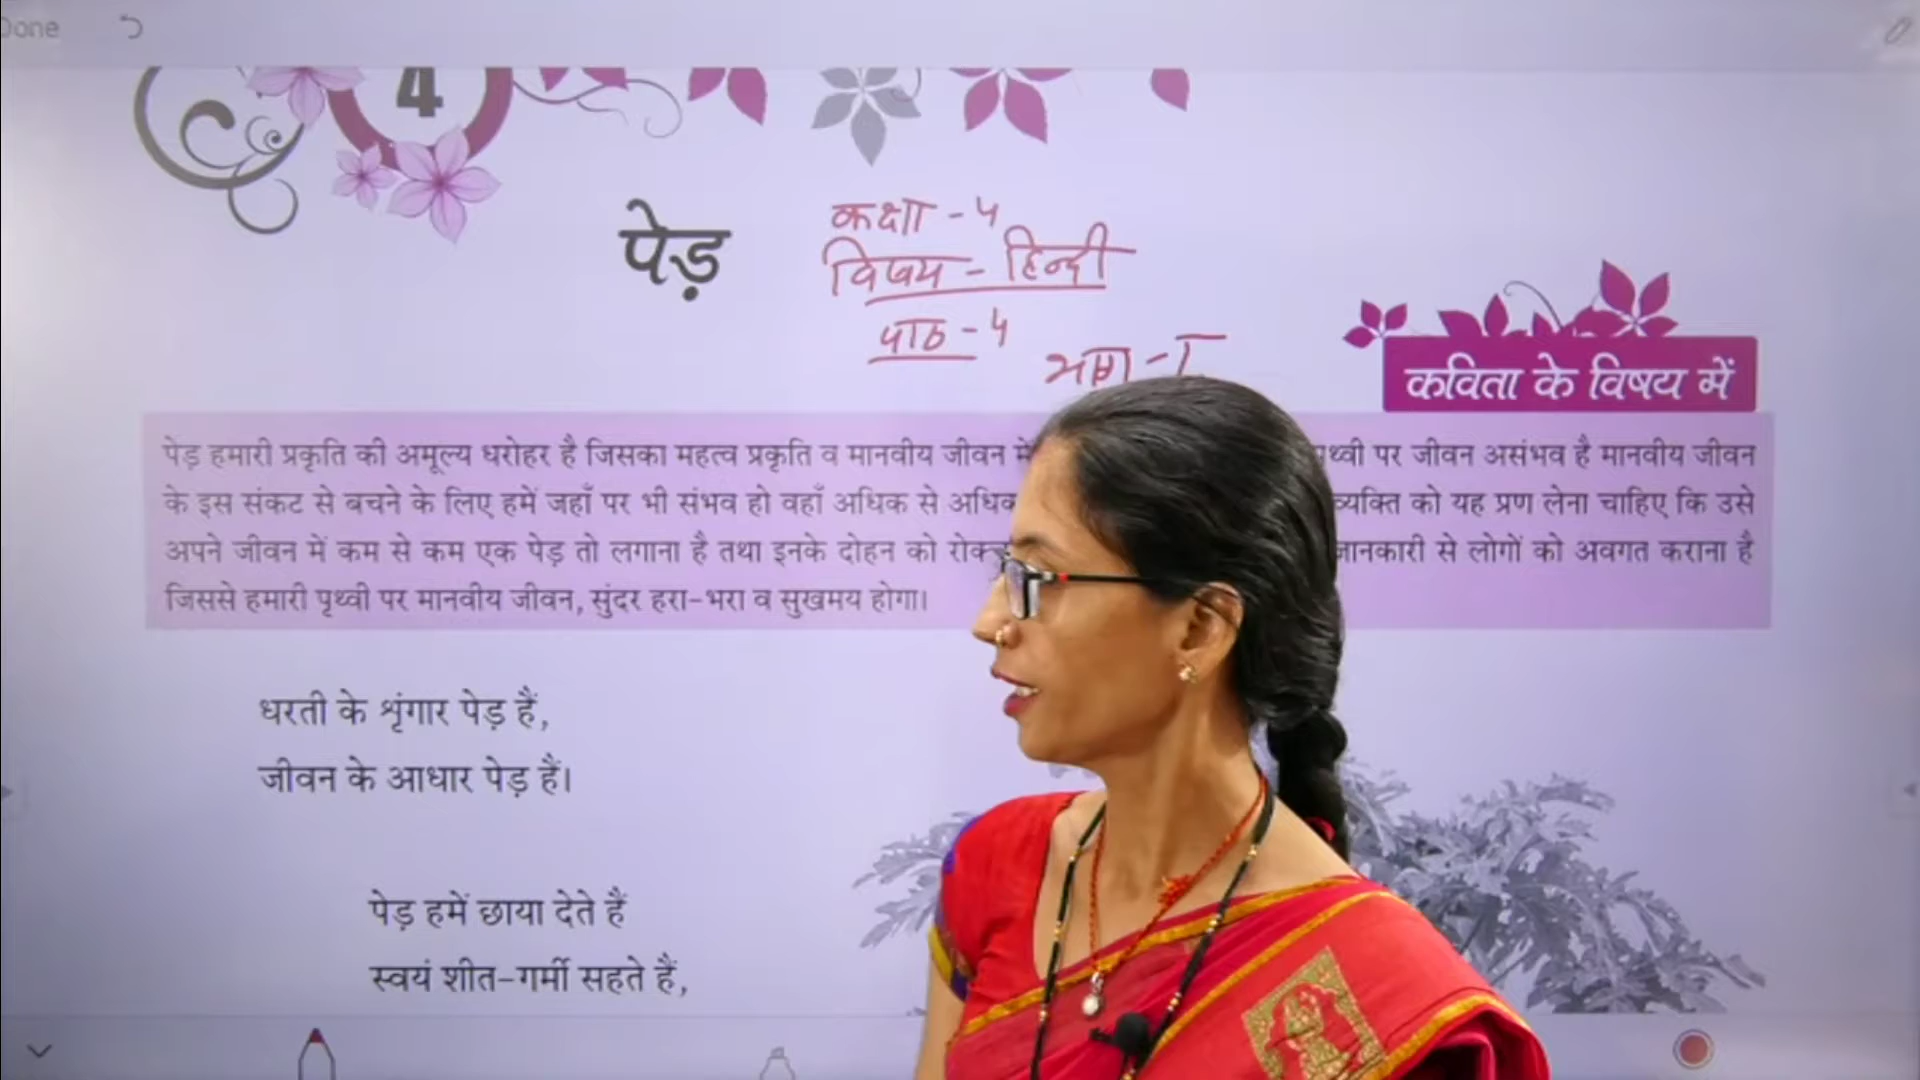 Done
4
पेड़
कक्षा - 4
विषय - हिन्दी
पाठ - 4
भाग - I
कविता के विषय में
पेड़ हमारी प्रकृति की अमूल्य धरोहर है जिसका महत्व प्रकृति व मानवीय जीवन में पृथ्वी पर जीवन असंभव है मानवीय जीवन
के इस संकट से बचने के लिए हमें जहाँ पर भी संभव हो वहाँ अधिक से व्यक्ति को यह प्रण लेना चाहिए कि उसे
अपने जीवन में कम से कम एक पेड़ तो लगाना है तथा इनके दोहन को जानकारी से लोगों को अवगत कराना है
जिससे हमारी पृथ्वी पर मानवीय जीवन, सुंदर हरा-भरा व सुखमय होगा।
धरती के शृंगार पेड़ हैं,
जीवन के आधार पेड़ हैं।
पेड़ हमें छाया देते हैं
स्वयं शीत-गर्मी सहते हैं,